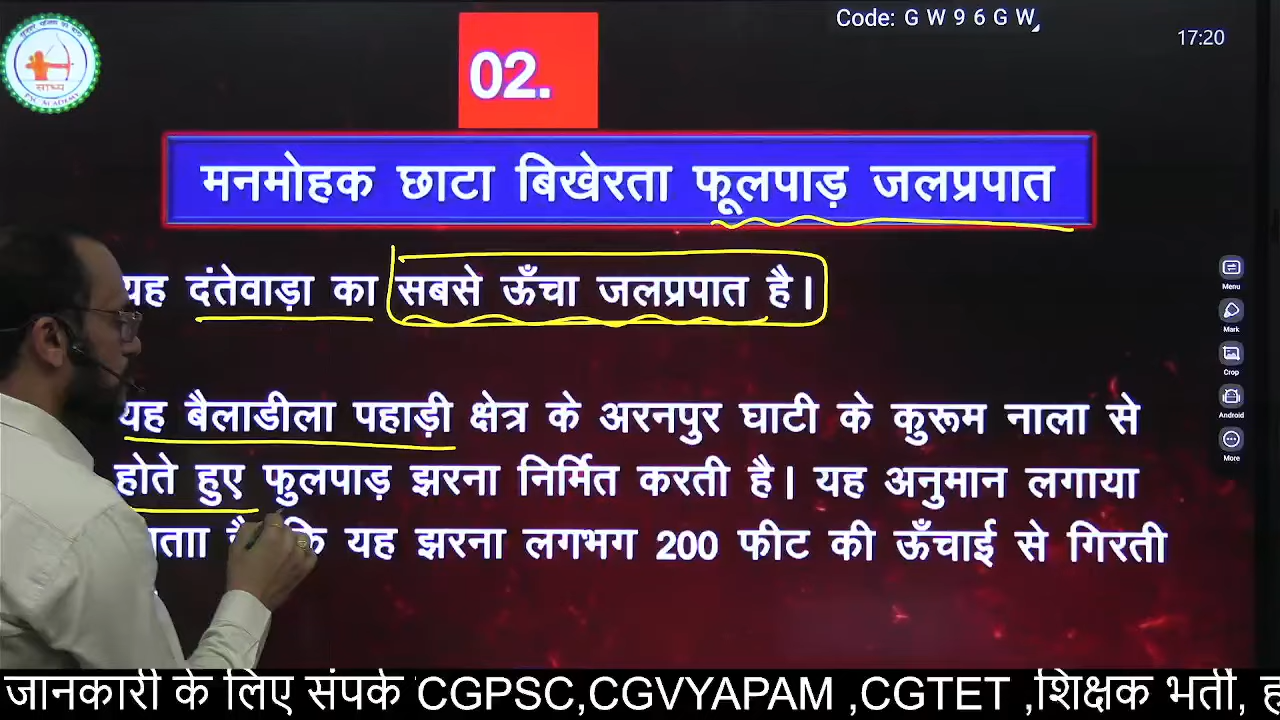 Code: G W 9 6 G W
17:20
02.
मनमोहक छाटा बिखेरता फूलपाड़ जलप्रपात
यह दंतेवाड़ा का सबसे ऊँचा जलप्रपात है।
यह बैलाडीला पहाड़ी क्षेत्र के अरनपुर घाटी के कुरूम नाला से
होते हुए फुलपाड़ झरना निर्मित करती है। यह अनुमान लगाया
कि यह झरना लगभग 200 फीट की ऊँचाई से गिरती
Menu
Mark
Crop
Android
More
साध्य
PSC ACADEMY
जानकारी के लिए संपर्क CGPSC,CGVYAPAM ,CGTET ,शिक्षक भर्ती,